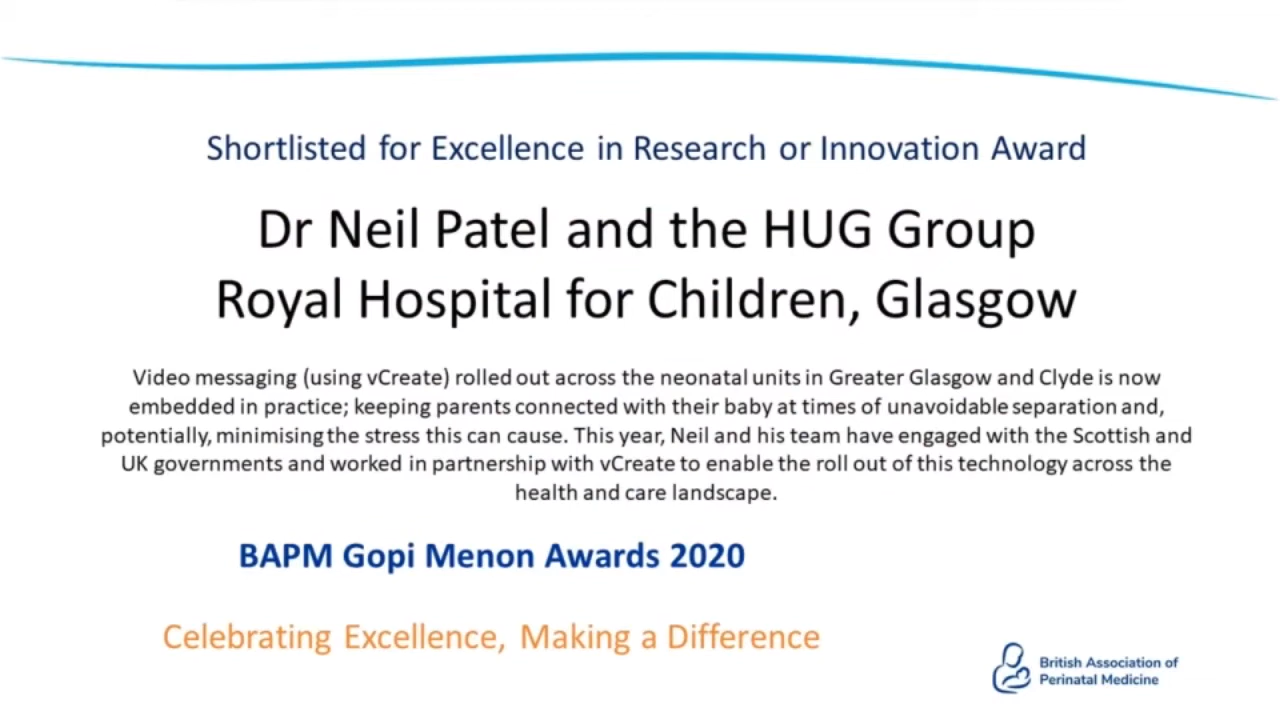 Shortlisted for Excellence in Research or Innovation Award
Dr Neil Patel and the HUG Group
Royal Hospital for Children, Glasgow
Video messaging (using vCreate) rolled out across the neonatal units in Greater Glasgow and Clyde is now
embedded in practice; keeping parents connected with their baby at times of unavoidable separation and,
potentially, minimising the stress this can cause. This year, Neil and his team have engaged with the Scottish and
UK governments and worked in partnership with vCreate to enable the roll out of this technology across the
health and care landscape.
BAPM Gopi Menon Awards 2020
Celebrating Excellence, Making a Difference
British Association of
Perinatal Medicine